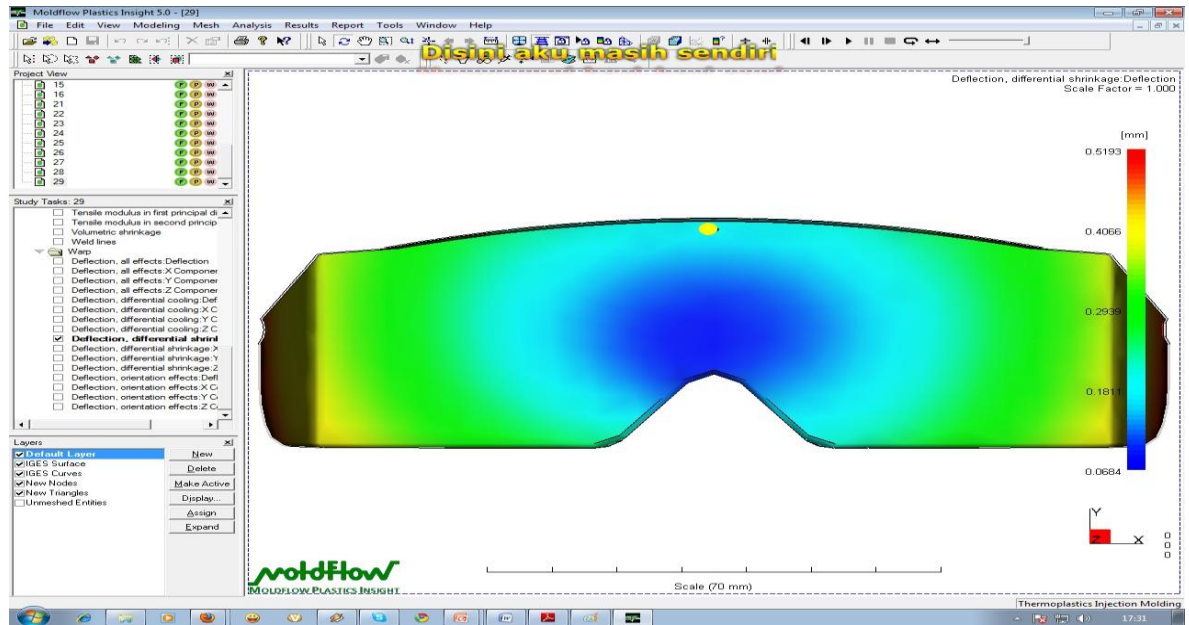 Moldflow Plastics Insight 5.0 - [29]
File Edit View Modeling Mesh Analysis Results Report Tools Window Help
Disini aku masih sendiri
Project View
15
16
21
22
23
24
25
26
27
28
29
Study Tasks: 29
Tensile modulus in first principal di
Tensile modulus in second princip
Volumetric shrinkage
Weld lines
Warp
Deflection, all effects:Deflection
Deflection, all effects:X Componer
Deflection, all effects:Y Componer
Deflection, all effects:Z Componer
Deflection, differential cooling:Def
Deflection, differential cooling:X C
Deflection, differential cooling:Y C
Deflection, differential cooling:Z C
Deflection, differential shrinl
Deflection, differential shrinkage:X
Deflection, differential shrinkage:Y
Deflection, differential shrinkage:Z
Deflection, orientation effects:Defl
Deflection, orientation effects:X C
Deflection, orientation effects:Y C
Deflection, orientation effects:Z C
Layers
Default Layer
IGES Surface
IGES Curves
New Nodes
New Triangles
Unmeshed Entities
New
Delete
Make Active
Display...
Assign
Expand
Deflection, differential shrinkage:Deflection
Scale Factor = 1.000
[mm]
0.5193
0.4066
0.2939
0.1811
0.0684
Y
Z X
0
0
0
moldflow
MOLDFLOW PLASTICS INSIGHT
Scale (70 mm)
Thermoplastics Injection Molding
17:31